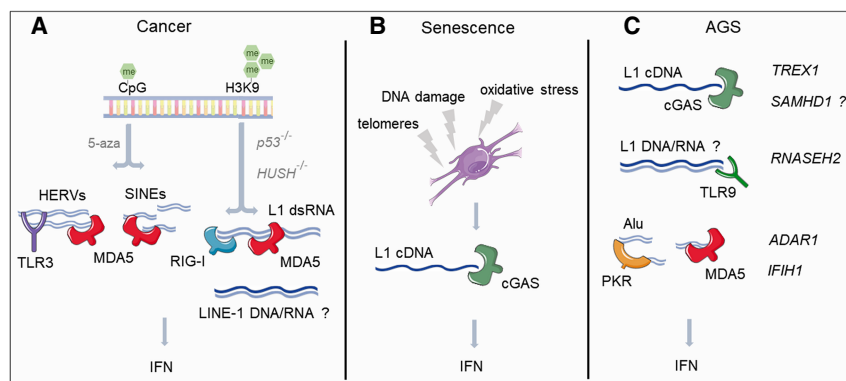 A
Cancer
me
me
me
me
CpG
H3K9
5-aza
p53-/-
HUSH-/-
HERVs
SINEs
L1 dsRNA
TLR3
MDA5
RIG-I
MDA5
LINE-1 DNA/RNA ?
IFN
B
Senescence
DNA damage
oxidative stress
telomeres
L1 cDNA
cGAS
IFN
C
AGS
L1 cDNA
cGAS
TREX1
SAMHD1 ?
L1 DNA/RNA ?
RNASEH2
TLR9
Alu
PKR
MDA5
ADAR1
IFIH1
IFN